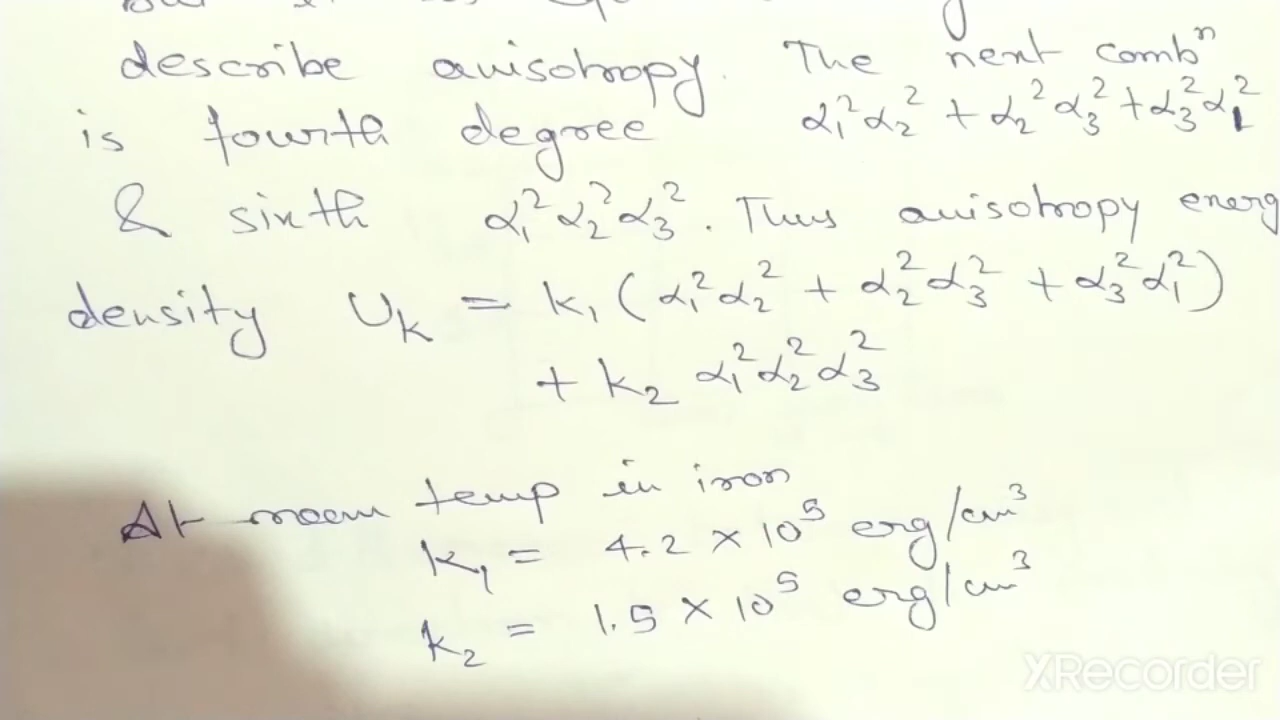 describe anisotropy. The next combⁿ
is fourth degree α₁²α₂² + α₂²α₃² + α₃²α₁²
& sixth α₁²α₂²α₃². Thus anisotropy energ
density U_K = k₁(α₁²α₂² + α₂²α₃² + α₃²α₁²)
+ k₂ α₁²α₂²α₃²
At room temp in iron
K₁ = 4.2 × 10⁵ erg/cm³
k₂ = 1.5 × 10⁵ erg/cm³
XRecorder